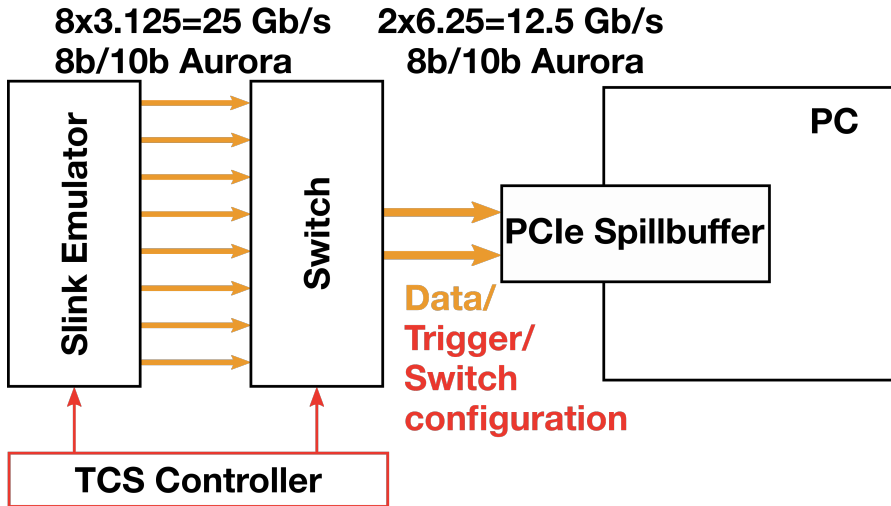 8x3.125=25 Gb/s
8b/10b Aurora
2x6.25=12.5 Gb/s
8b/10b Aurora
Slink Emulator
Switch
PC
PCIe Spillbuffer
Data/
Trigger/
Switch
configuration
TCS Controller